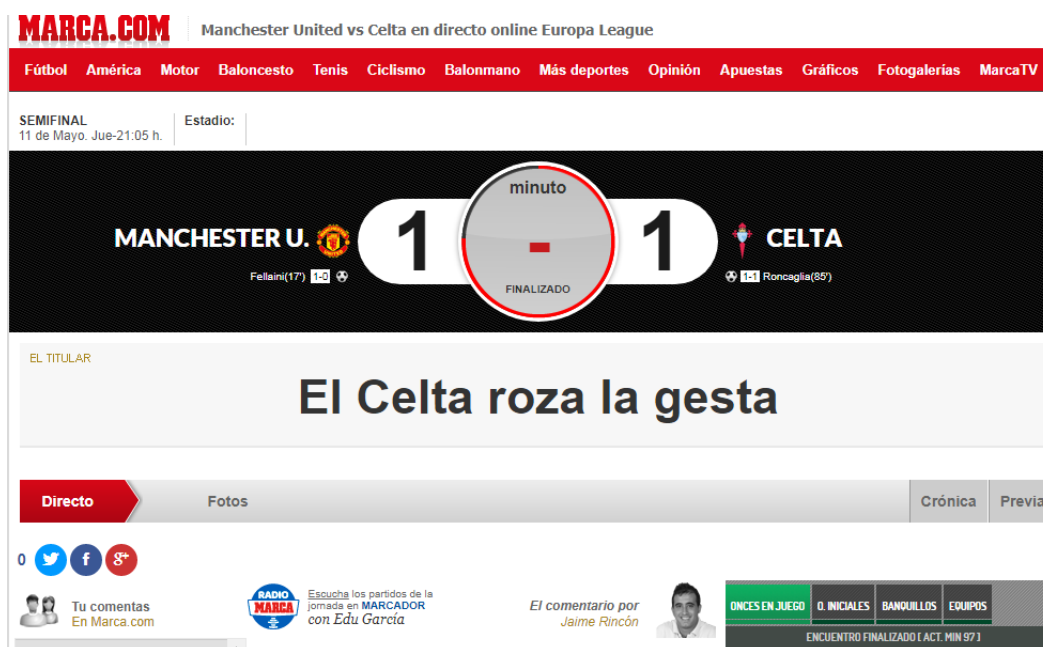 MARCA.COM
Manchester United vs Celta en directo online Europa League
Fútbol América Motor Baloncesto Tenis Ciclismo Balonmano Más deportes Opinión Apuestas Gráficos Fotogalerías MarcaTV
SEMIFINAL
11 de Mayo. Jue-21:05 h.
Estadio:
minuto
MANCHESTER U. 1 - 1 CELTA
Fellaini(17') 1-0
1-1 Roncaglia(85')
FINALIZADO
EL TITULAR
El Celta roza la gesta
Directo Fotos Crónica Previa
0
f
g+
Tu comentas
En Marca.com
RADIO
MARCA
Escucha los partidos de la
jornada en MARCADOR
con Edu García
El comentario por
Jaime Rincón
ONCES EN JUEGO O. INICIALES BANQUILLOS EQUIPOS
ENCUENTRO FINALIZADO [ ACT. MIN 97 ]